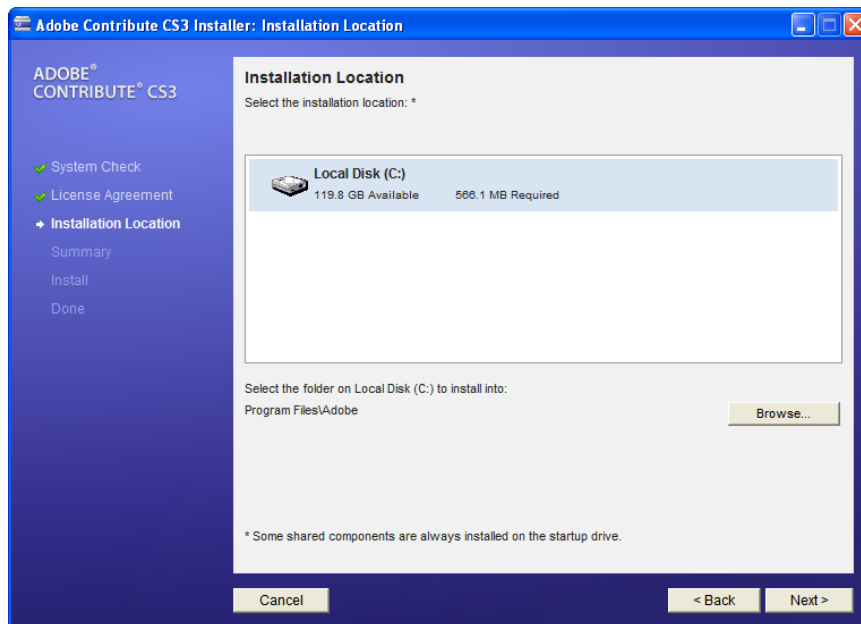 Adobe Contribute CS3 Installer: Installation Location
ADOBE®
CONTRIBUTE® CS3
System Check
License Agreement
Installation Location
Summary
Install
Done
Installation Location
Select the installation location: *
Local Disk (C:)
119.8 GB Available 566.1 MB Required
Select the folder on Local Disk (C:) to install into:
Program Files\Adobe
Browse...
* Some shared components are always installed on the startup drive.
Cancel
< Back
Next >